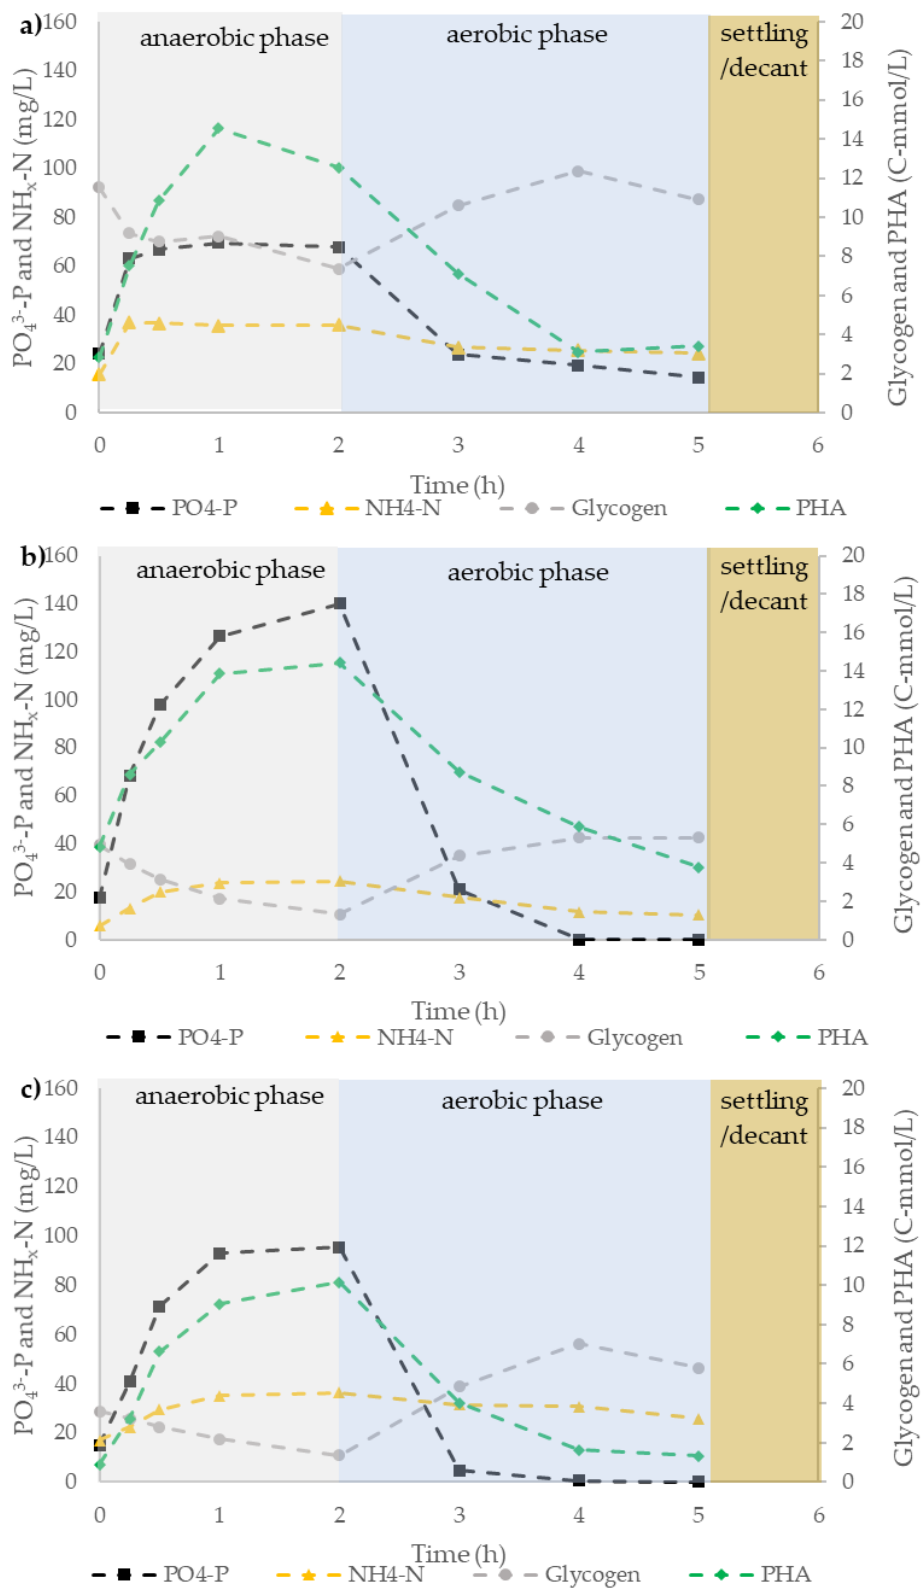 a)
anaerobic phase
aerobic phase
settling
/decant
PO₄³⁻-P and NHₓ-N (mg/L)
160
140
120
100
80
60
40
20
0
Glycogen and PHA (C-mmol/L)
20
18
16
14
12
10
8
6
4
2
0
0 1 2 3 4 5 6
Time (h)
PO4-P NH4-N Glycogen PHA
b)
anaerobic phase
aerobic phase
settling
/decant
PO₄³⁻-P and NHₓ-N (mg/L)
160
140
120
100
80
60
40
20
0
Glycogen and PHA (C-mmol/L)
20
18
16
14
12
10
8
6
4
2
0
0 1 2 3 4 5 6
Time (h)
PO4-P NH4-N Glycogen PHA
c)
anaerobic phase
aerobic phase
settling
/decant
PO₄³⁻-P and NHₓ-N (mg/L)
160
140
120
100
80
60
40
20
0
Glycogen and PHA (C-mmol/L)
20
18
16
14
12
10
8
6
4
2
0
0 1 2 3 4 5 6
Time (h)
PO4-P NH4-N Glycogen PHA